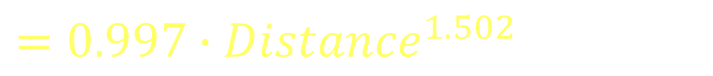 = 0.997 · Distance^1.502